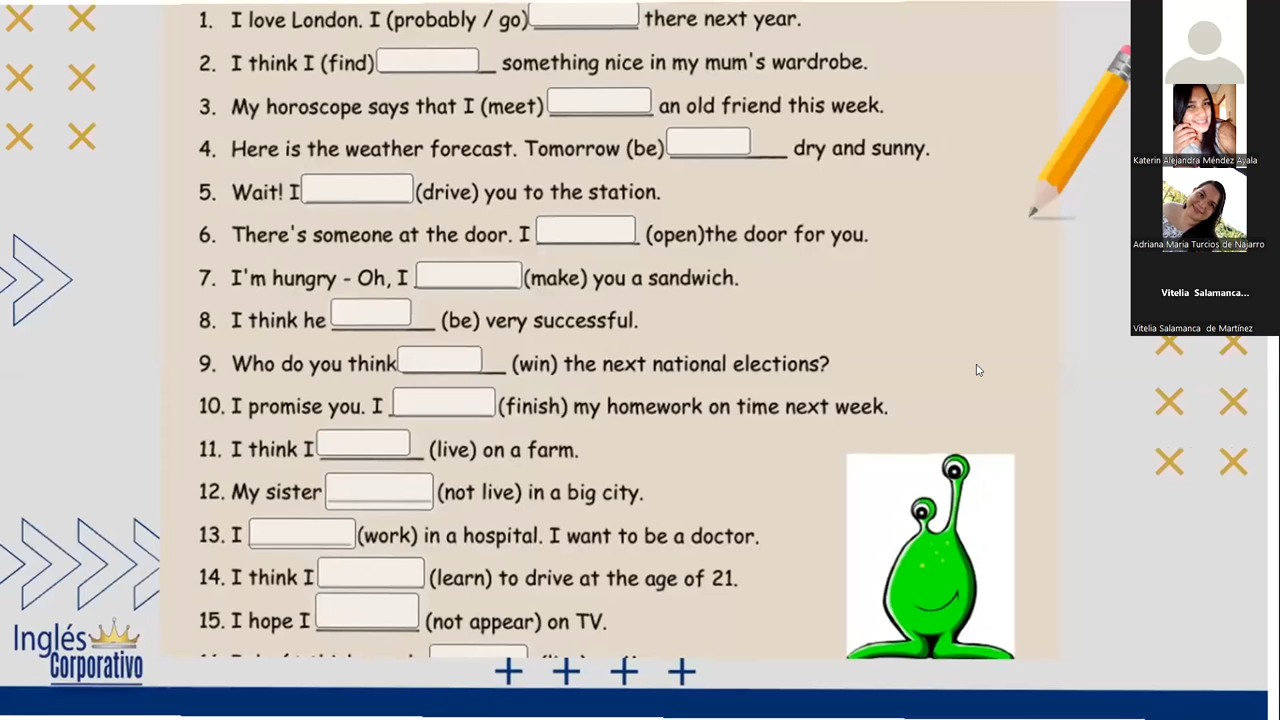 1. I love London. I (probably / go) there next year.
2. I think I (find) something nice in my mum's wardrobe.
3. My horoscope says that I (meet) an old friend this week.
4. Here is the weather forecast. Tomorrow (be) dry and sunny.
5. Wait! I (drive) you to the station.
6. There's someone at the door. I (open)the door for you.
7. I'm hungry - Oh, I (make) you a sandwich.
8. I think he (be) very successful.
9. Who do you think (win) the next national elections?
10. I promise you. I (finish) my homework on time next week.
11. I think I (live) on a farm.
12. My sister (not live) in a big city.
13. I (work) in a hospital. I want to be a doctor.
14. I think I (learn) to drive at the age of 21.
15. I hope I (not appear) on TV.
Inglés
Corporativo
Katerin Alejandra Méndez Ayala
Adriana María Turcios de Najarro
Vitelia Salamanca...
Vitelia Salamanca de Martínez